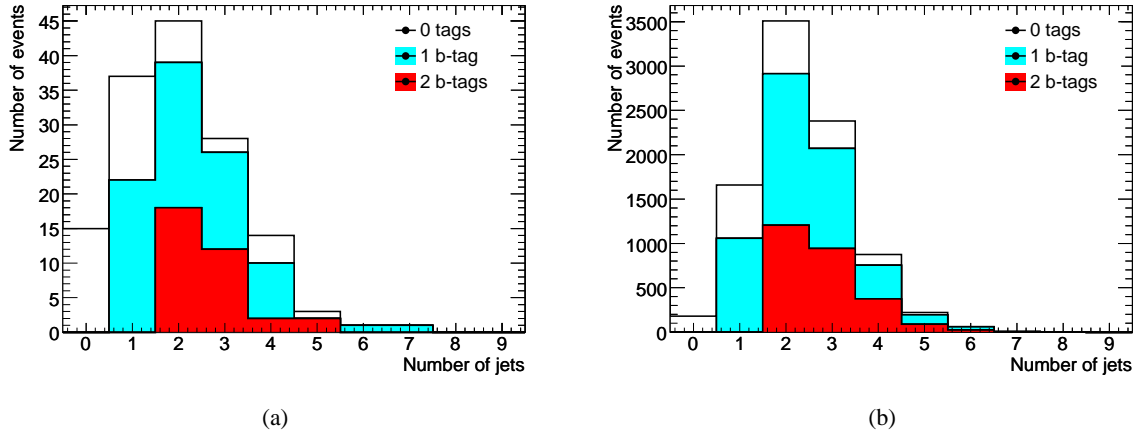 Number of events
45
40
35
30
25
20
15
10
5
0
0 1 2 3 4 5 6 7 8 9
Number of jets
0 tags
1 b-tag
2 b-tags
(a)
Number of events
3500
3000
2500
2000
1500
1000
500
0
0 1 2 3 4 5 6 7 8 9
Number of jets
0 tags
1 b-tag
2 b-tags
(b)